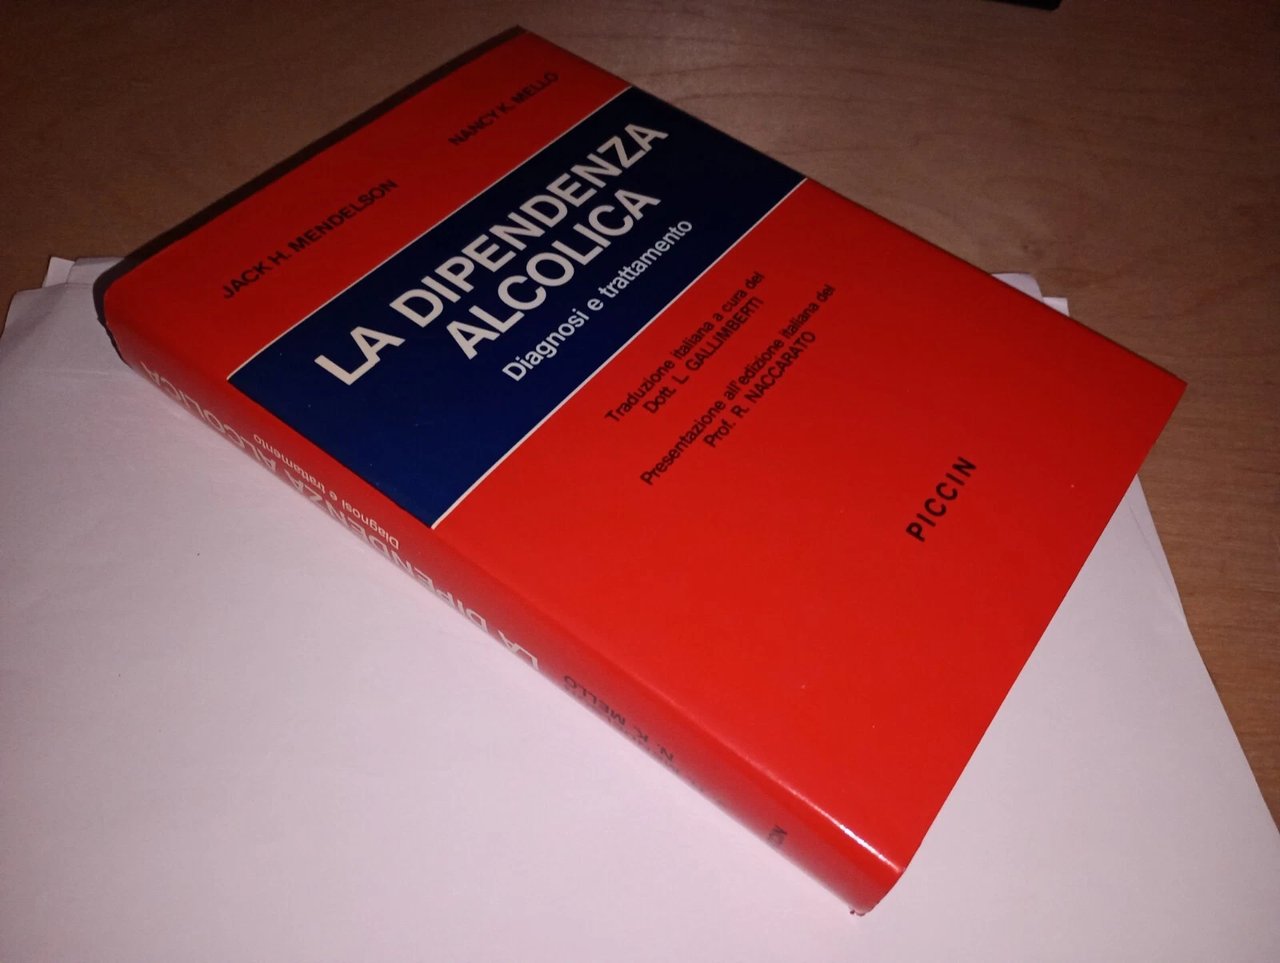 JACK H. MENDELSON NANCY K. MELLO
LA DIPENDENZA
ALCOLICA
Diagnosi e trattamento
Traduzione italiana a cura del
Dott. L. GALLIMBERTI
Presentazione all'edizione italiana del
Prof. R. NACCARATO
PICCIN
N. K. MELLO
LA DIPENDENZA ALCOLICA
Diagnosi e trattamento